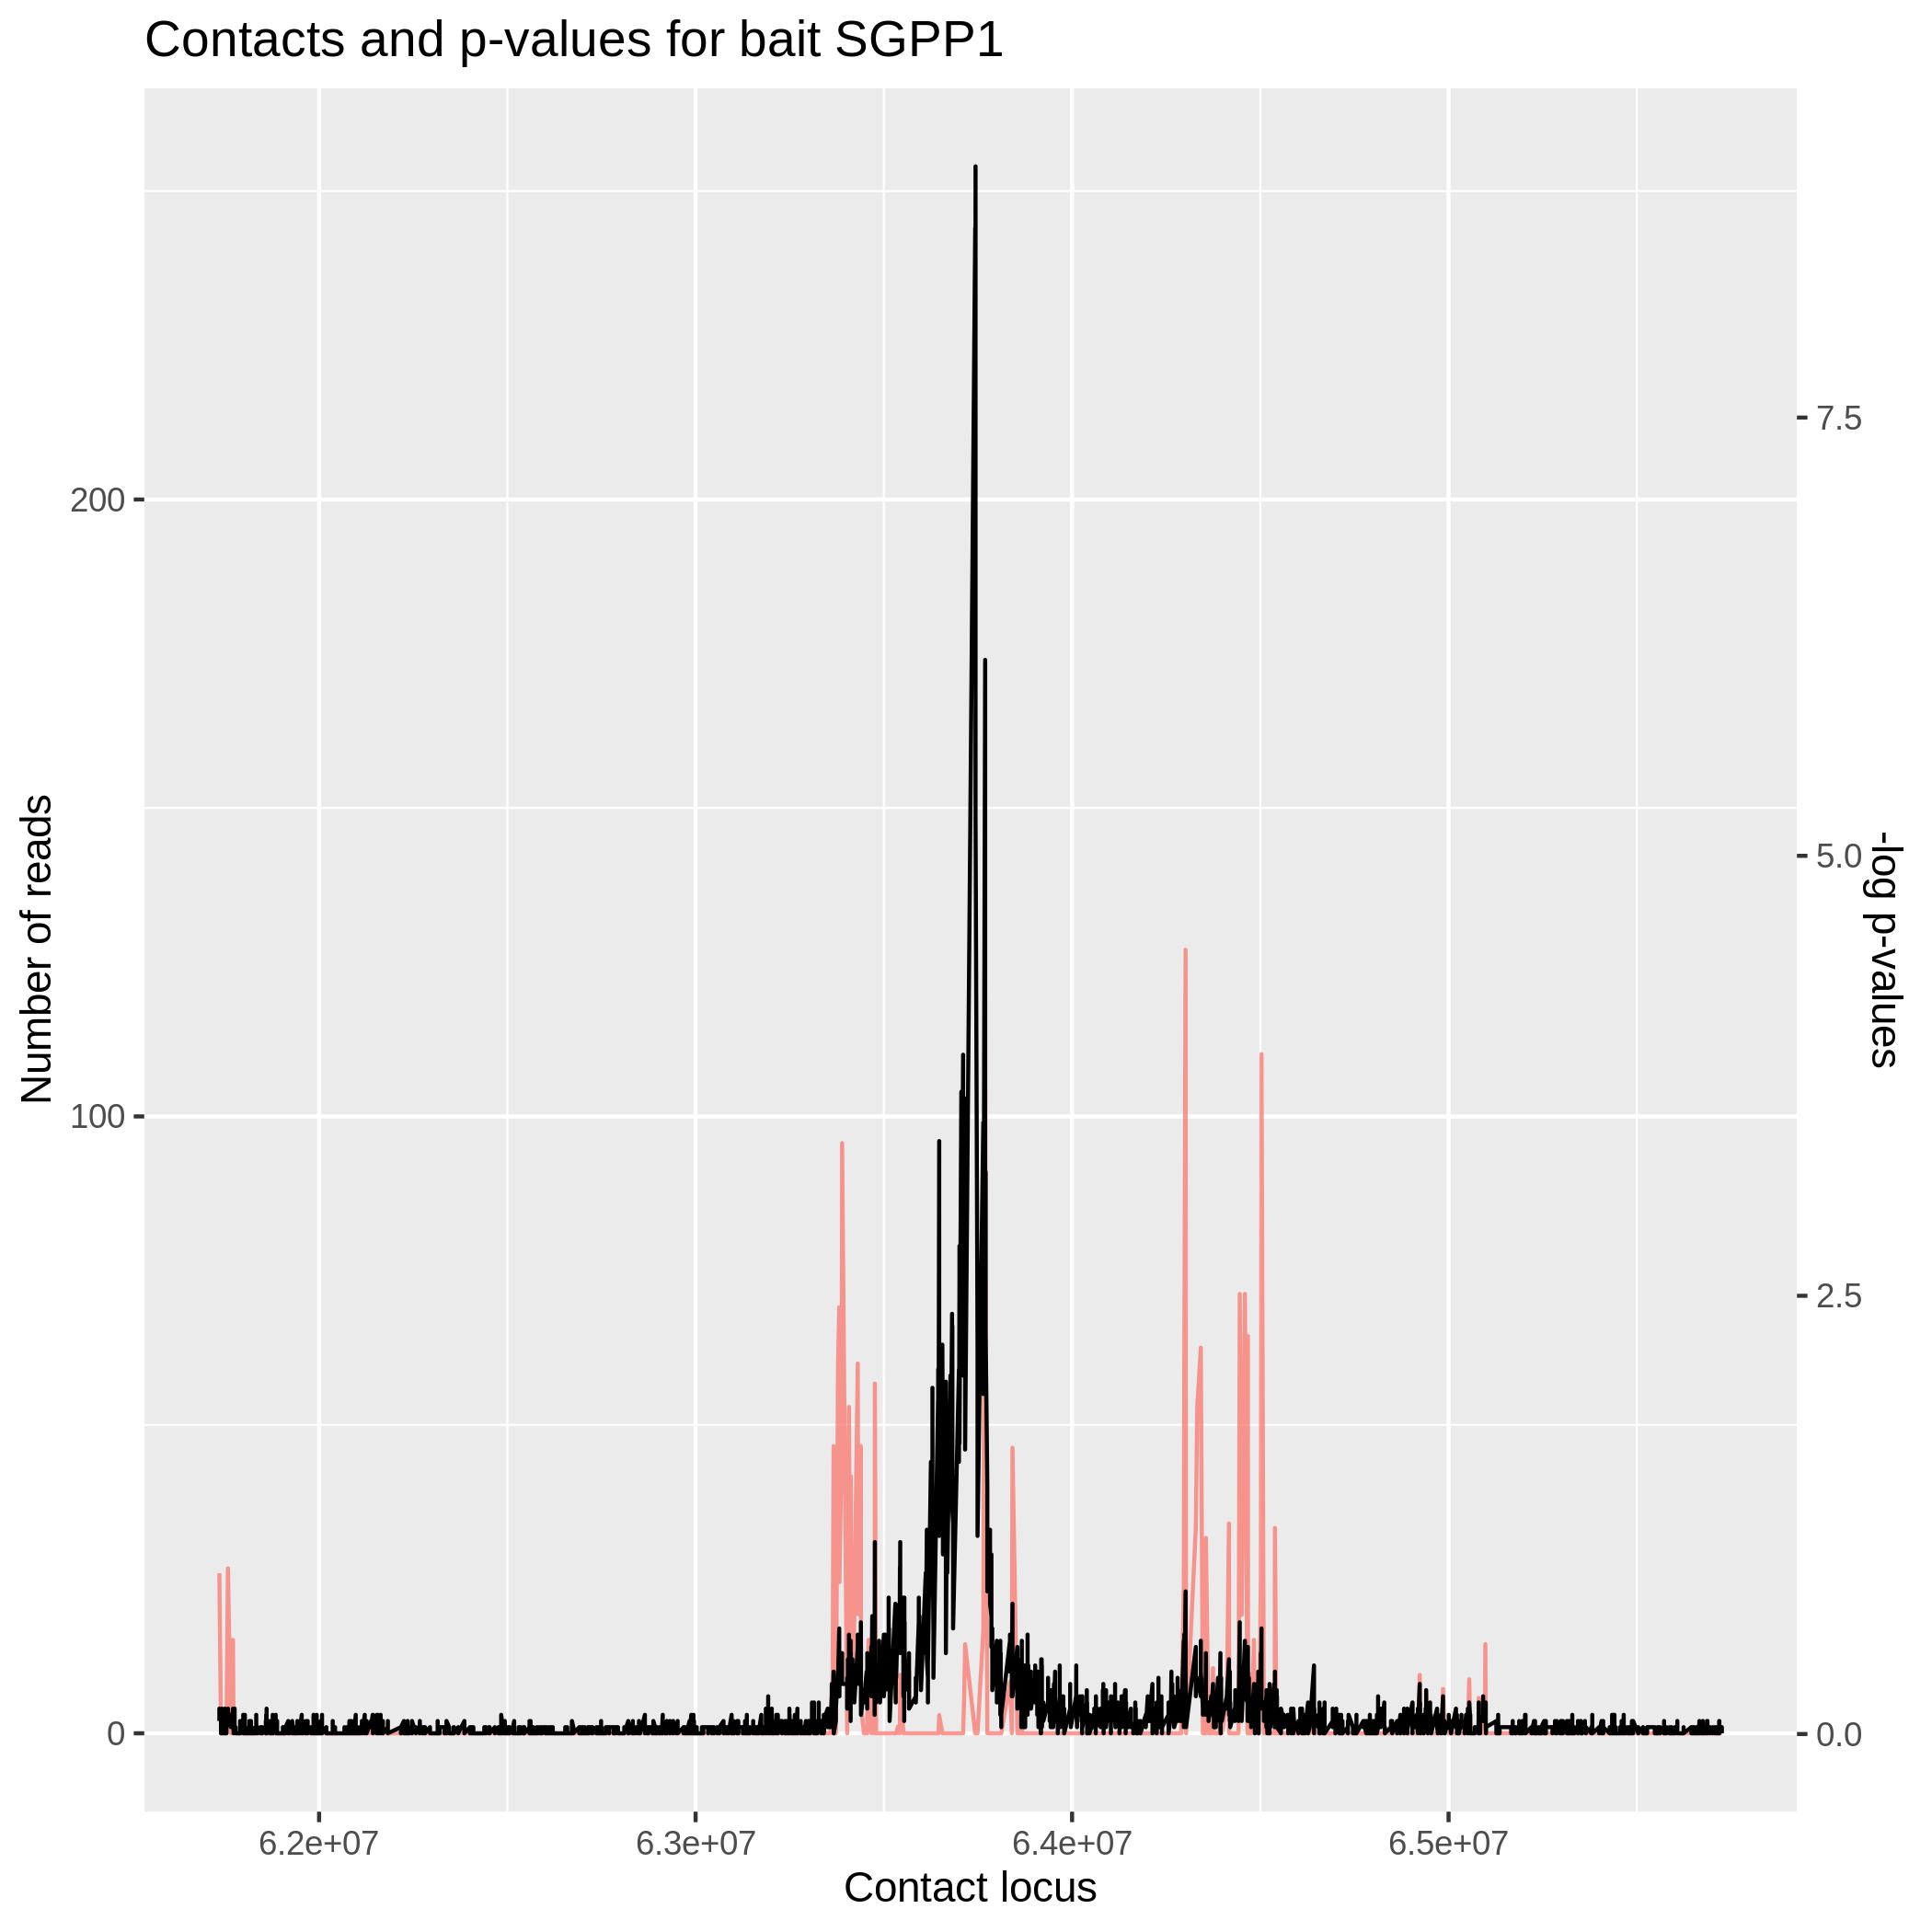 Contacts and p-values for bait SGPP1
Number of reads
200
100
0
7.5
5.0
2.5
0.0
-log p-values
6.2e+07 6.3e+07 6.4e+07 6.5e+07
Contact locus